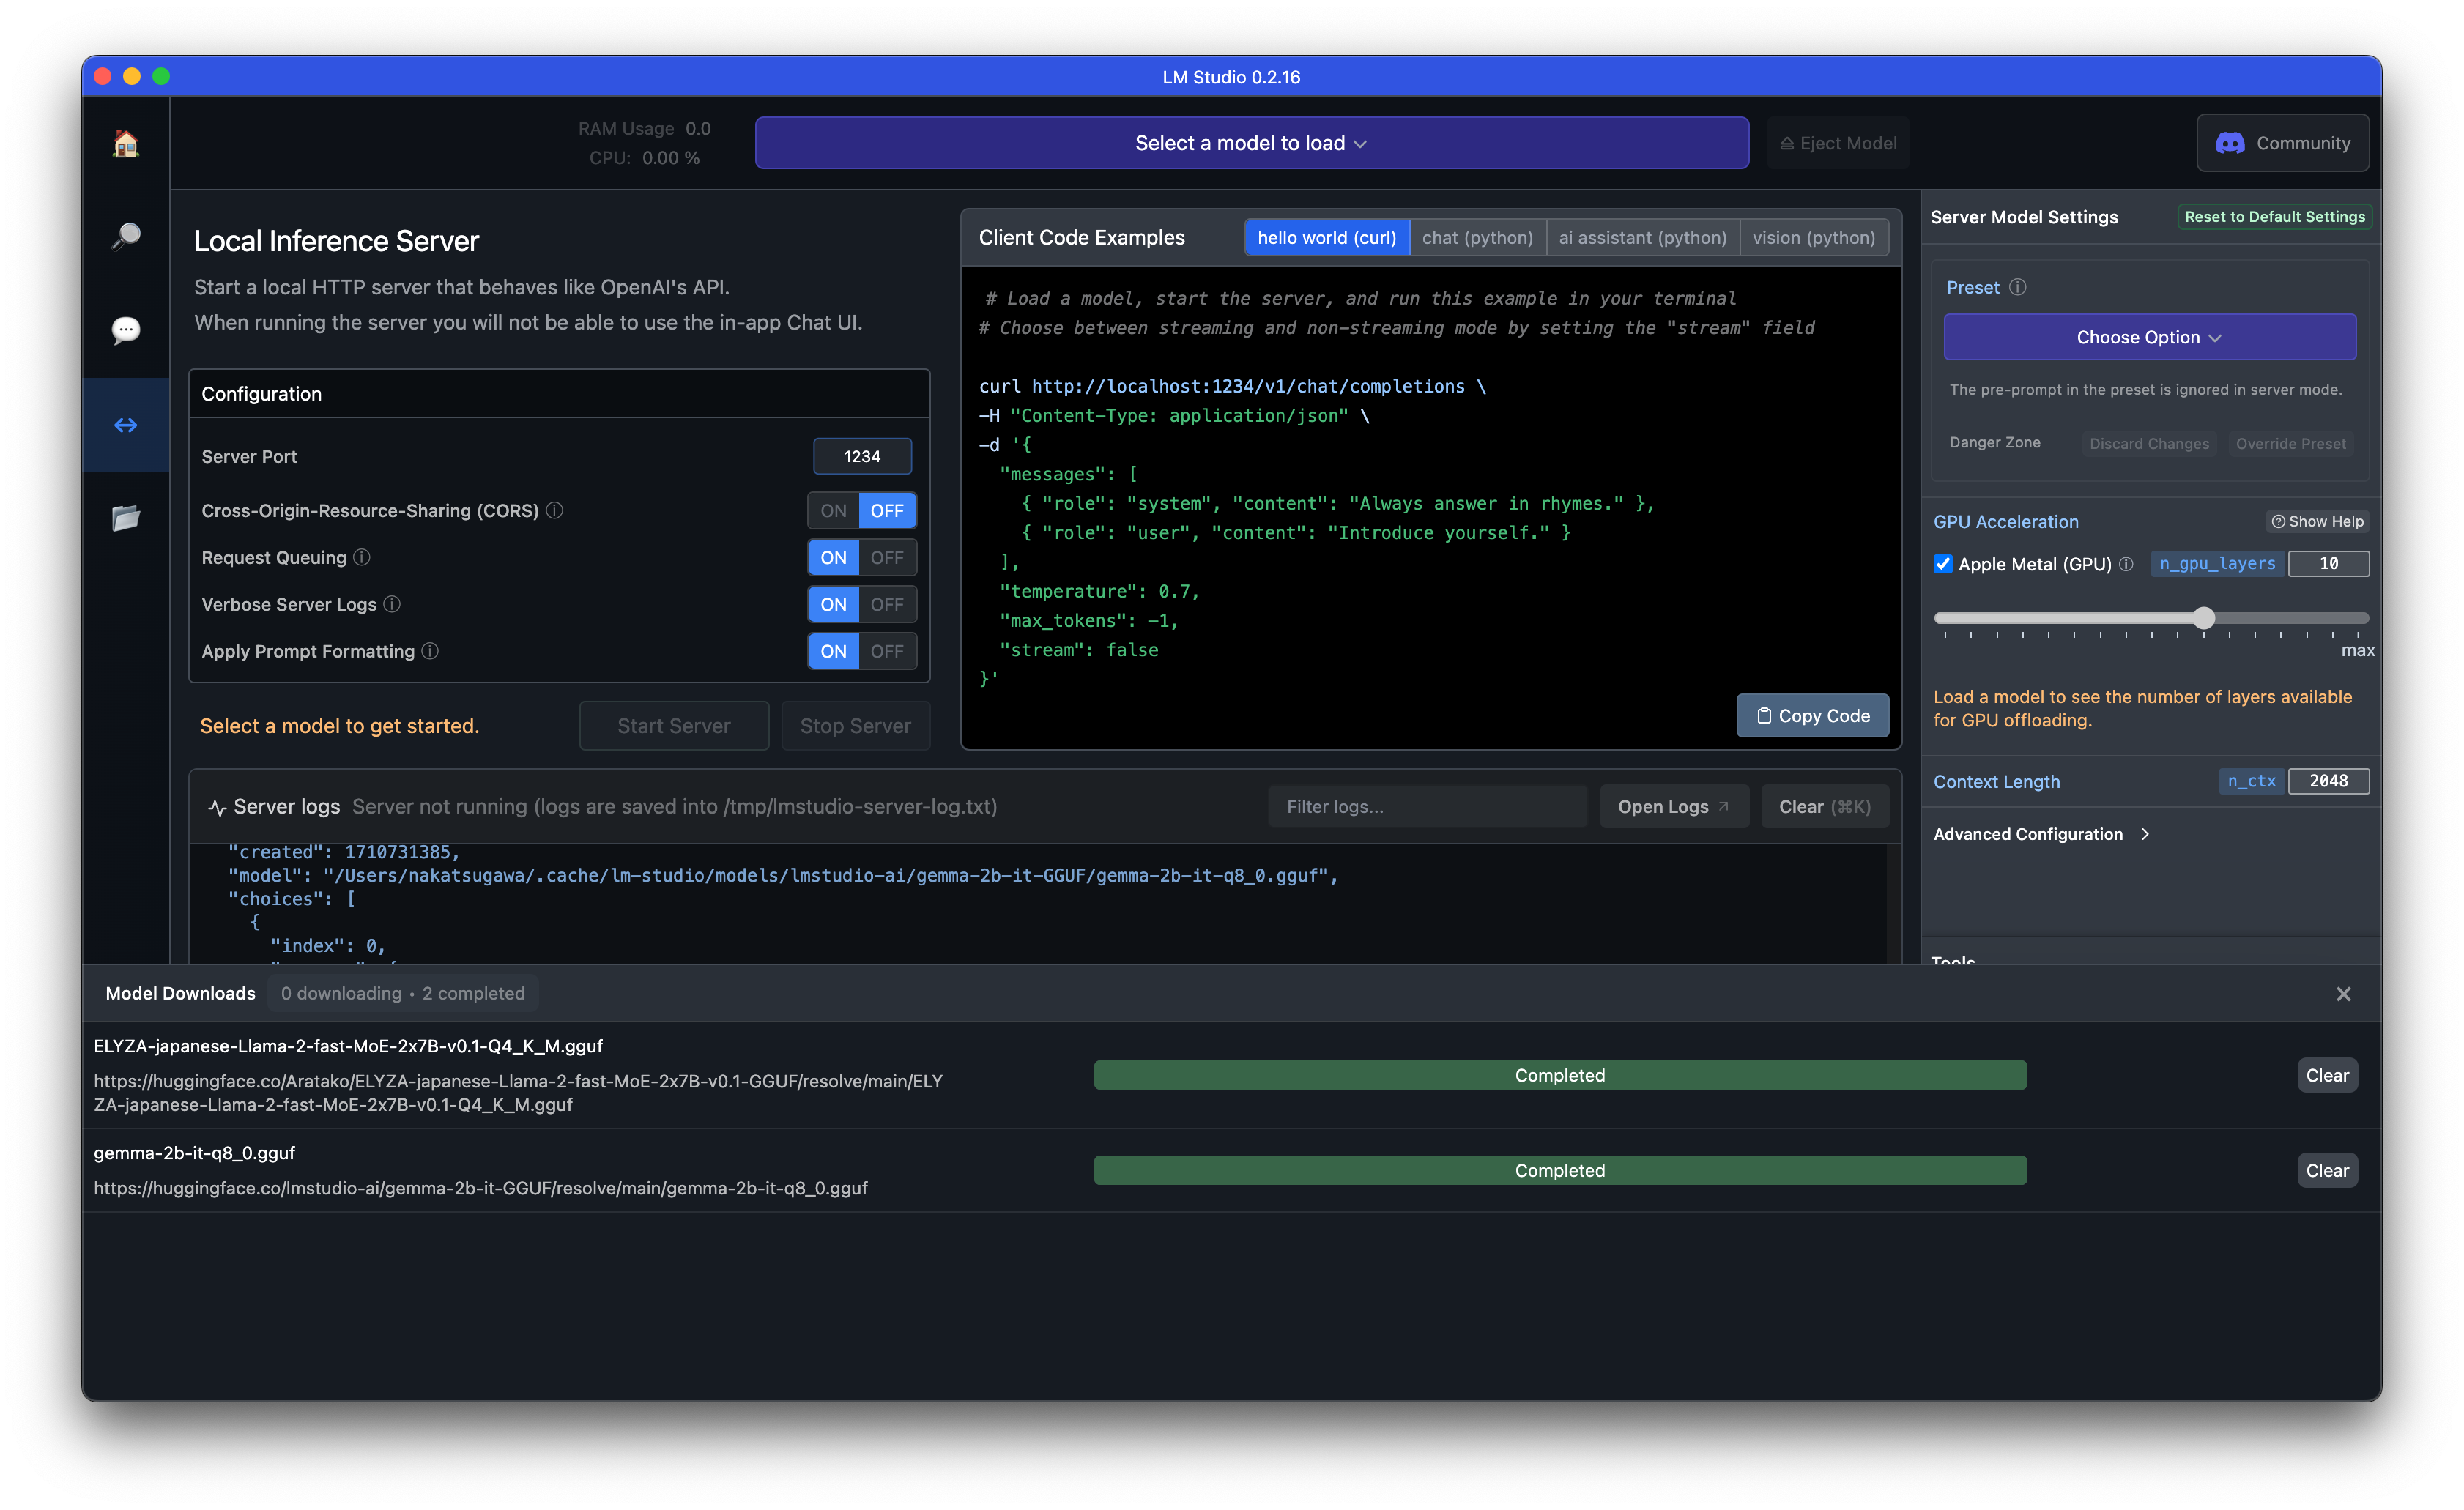 LM Studio 0.2.16
RAM Usage 0.0
CPU: 0.00 %
Select a model to load
Eject Model
Community
Local Inference Server
Start a local HTTP server that behaves like OpenAI's API.
When running the server you will not be able to use the in-app Chat UI.
Configuration
Server Port 1234
Cross-Origin-Resource-Sharing (CORS) ON OFF
Request Queuing ON OFF
Verbose Server Logs ON OFF
Apply Prompt Formatting ON OFF
Select a model to get started. Start Server Stop Server
Client Code Examples hello world (curl) chat (python) ai assistant (python) vision (python)
# Load a model, start the server, and run this example in your terminal
# Choose between streaming and non-streaming mode by setting the "stream" field
curl http://localhost:1234/v1/chat/completions \
-H "Content-Type: application/json" \
-d '{
"messages": [
{ "role": "system", "content": "Always answer in rhymes." },
{ "role": "user", "content": "Introduce yourself." }
],
"temperature": 0.7,
"max_tokens": -1,
"stream": false
}'
Copy Code
Server Model Settings Reset to Default Settings
Preset
Choose Option
The pre-prompt in the preset is ignored in server mode.
Danger Zone Discard Changes Override Preset
GPU Acceleration Show Help
Apple Metal (GPU) n_gpu_layers 10
max
Load a model to see the number of layers available
for GPU offloading.
Context Length n_ctx 2048
Advanced Configuration
Tools
Server logs Server not running (logs are saved into /tmp/lmstudio-server-log.txt) Filter logs... Open Logs Clear (⌘K)
"created": 1710731385,
"model": "/Users/nakatsugawa/.cache/lm-studio/models/lmstudio-ai/gemma-2b-it-GGUF/gemma-2b-it-q8_0.gguf",
"choices": [
{
"index": 0,
Model Downloads 0 downloading • 2 completed
ELYZA-japanese-Llama-2-fast-MoE-2x7B-v0.1-Q4_K_M.gguf
https://huggingface.co/Aratako/ELYZA-japanese-Llama-2-fast-MoE-2x7B-v0.1-GGUF/resolve/main/ELY
ZA-japanese-Llama-2-fast-MoE-2x7B-v0.1-Q4_K_M.gguf
Completed Clear
gemma-2b-it-q8_0.gguf
https://huggingface.co/lmstudio-ai/gemma-2b-it-GGUF/resolve/main/gemma-2b-it-q8_0.gguf
Completed Clear